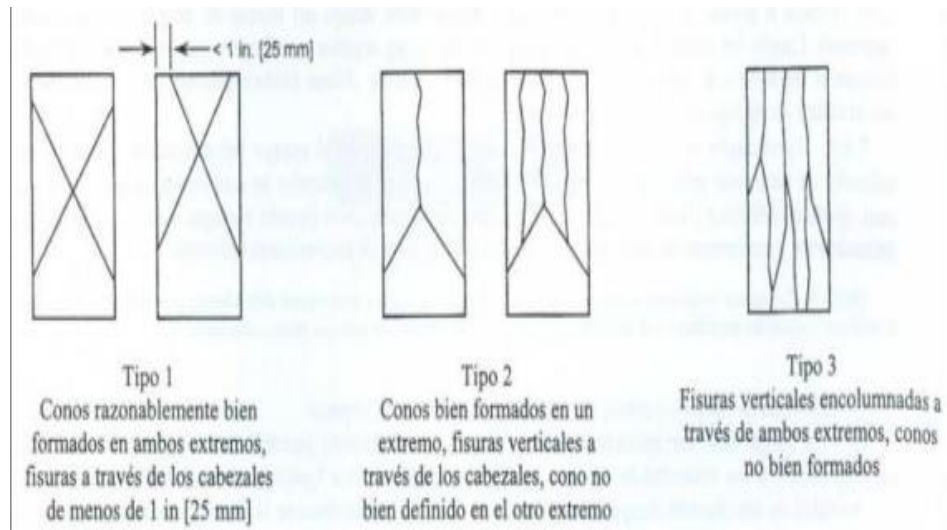 < 1 in. [25 mm]
Tipo 1
Conos razonablemente bien
formados en ambos extremos,
fisuras a través de los cabezales
de menos de 1 in [25 mm]
Tipo 2
Conos bien formados en un
extremo, fisuras verticales a
través de los cabezales, cono no
bien definido en el otro extremo
Tipo 3
Fisuras verticales encolumnadas a
través de ambos extremos, conos
no bien formados